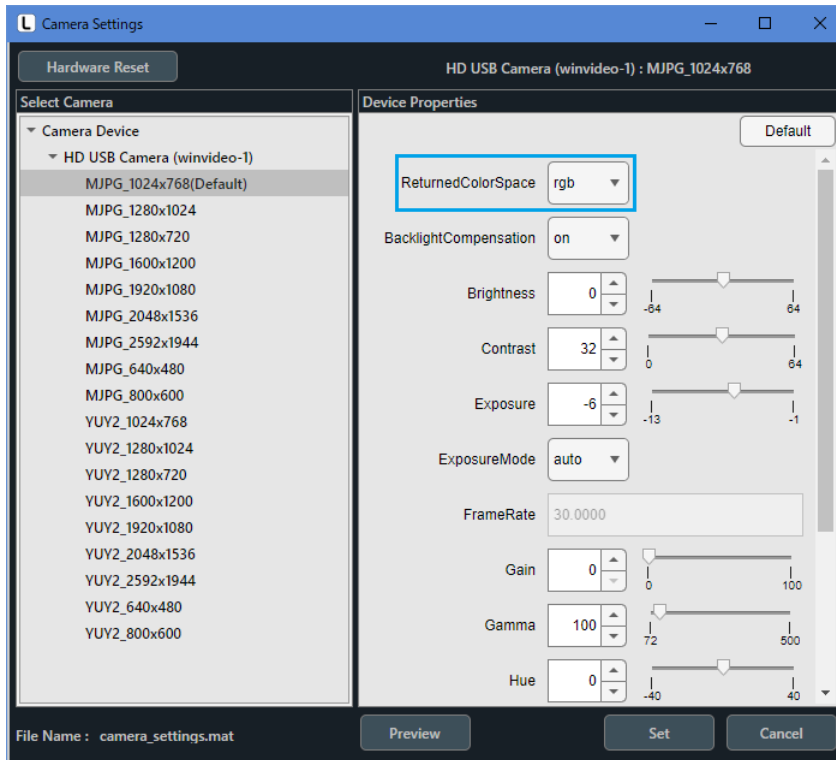 L Camera Settings
Hardware Reset
HD USB Camera (winvideo-1) : MJPG_1024x768
Select Camera
Camera Device
HD USB Camera (winvideo-1)
MJPG_1024x768(Default)
MJPG_1280x1024
MJPG_1280x720
MJPG_1600x1200
MJPG_1920x1080
MJPG_2048x1536
MJPG_2592x1944
MJPG_640x480
MJPG_800x600
YUY2_1024x768
YUY2_1280x1024
YUY2_1280x720
YUY2_1600x1200
YUY2_1920x1080
YUY2_2048x1536
YUY2_2592x1944
YUY2_640x480
YUY2_800x600
Device Properties
Default
ReturnedColorSpace rgb
BacklightCompensation on
Brightness 0 -64 64
Contrast 32 0 64
Exposure -6 -13 -1
ExposureMode auto
FrameRate 30.0000
Gain 0 0 100
Gamma 100 72 500
Hue 0 -40 40
File Name : camera_settings.mat
Preview
Set
Cancel